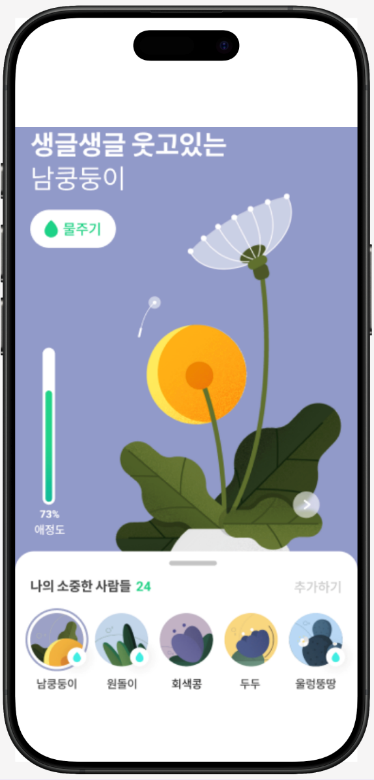 생글생글 웃고있는
남쿵둥이
물주기
73%
애정도
나의 소중한 사람들 24
추가하기
남쿵둥이
원돌이
회색콩
두두
울렁뚱땅